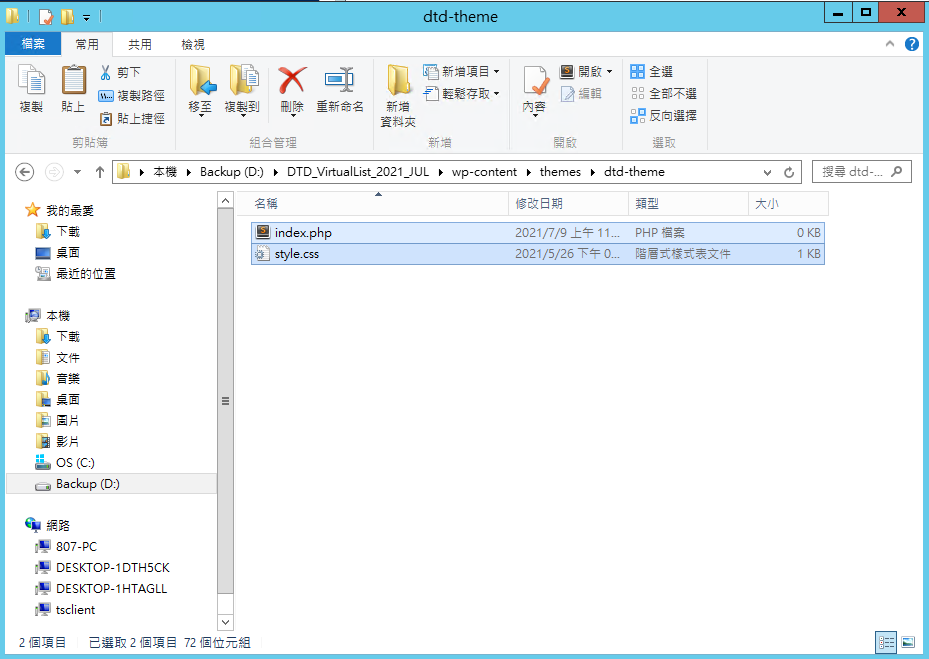 dtd-theme
檔案 常用 共用 檢視
複製
貼上
剪下
複製路徑
貼上捷徑
剪貼簿
移至
複製到
刪除
重新命名
組合管理
新增
資料夾
新增項目
輕鬆存取
新增
內容
開啟
編輯
開啟
全選
全部不選
反向選擇
選取
本機 Backup (D:) DTD_VirtualList_2021_JUL wp-content themes dtd-theme
搜尋 dtd-...
我的最愛
下載
桌面
最近的位置
本機
下載
文件
音樂
桌面
圖片
影片
OS (C:)
Backup (D:)
網路
807-PC
DESKTOP-1DTH5CK
DESKTOP-1HTAGLL
tsclient
名稱 修改日期 類型 大小
index.php 2021/7/9 上午 11... PHP 檔案 0 KB
style.css 2021/5/26 下午 0... 階層式樣式表文件 1 KB
2 個項目 已選取 2 個項目 72 個位元組